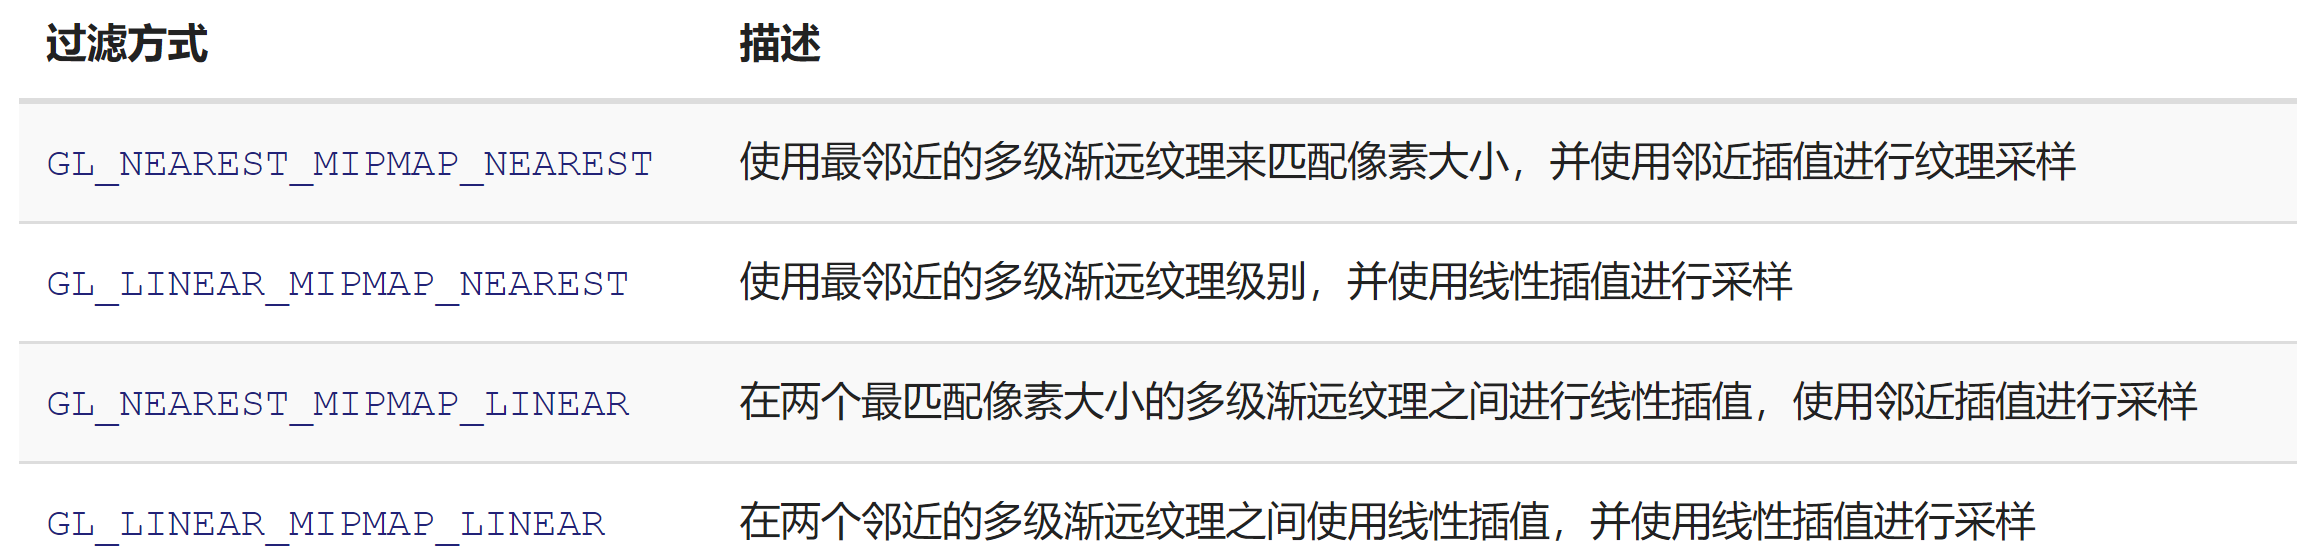 过滤方式 描述
GL_NEAREST_MIPMAP_NEAREST 使用最邻近的多级渐远纹理来匹配像素大小，并使用邻近插值进行纹理采样
GL_LINEAR_MIPMAP_NEAREST 使用最邻近的多级渐远纹理级别，并使用线性插值进行采样
GL_NEAREST_MIPMAP_LINEAR 在两个最匹配像素大小的多级渐远纹理之间进行线性插值，使用邻近插值进行采样
GL_LINEAR_MIPMAP_LINEAR 在两个邻近的多级渐远纹理之间使用线性插值，并使用线性插值进行采样